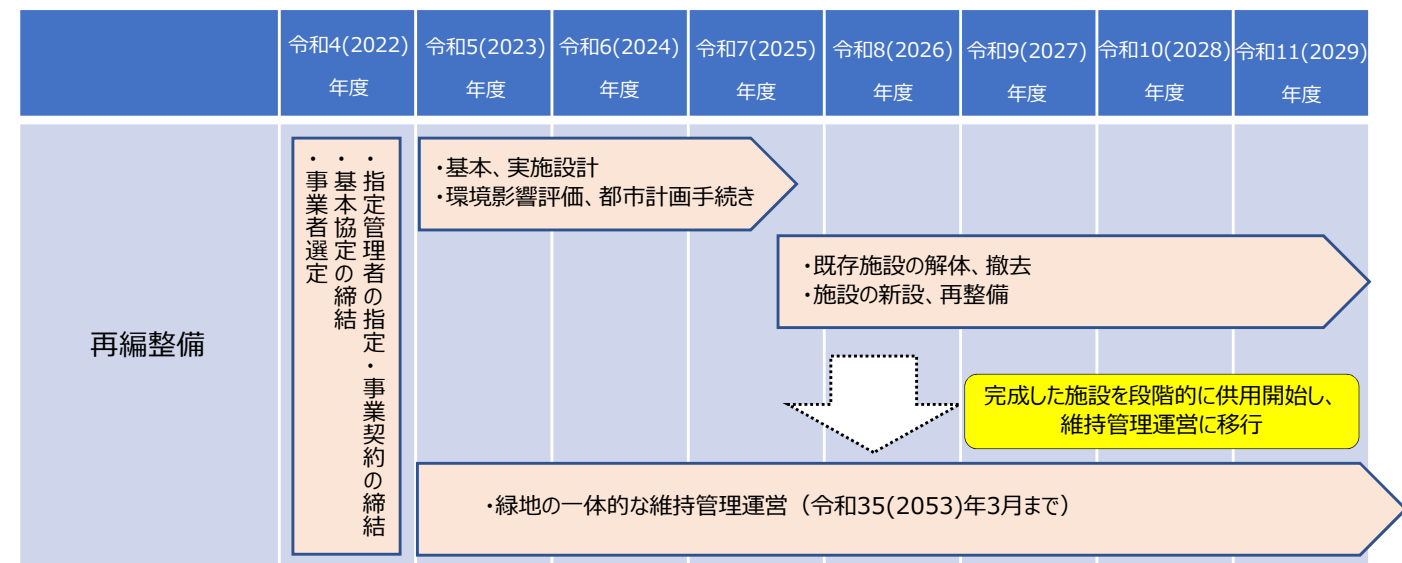 令和4(2022)
年度
令和5(2023)
年度
令和6(2024)
年度
令和7(2025)
年度
令和8(2026)
年度
令和9(2027)
年度
令和10(2028)
年度
令和11(2029)
年度
再編整備
・指定管理者の指定・事業契約の締結
・基本協定の締結
・事業者選定
・基本、実施設計
・環境影響評価、都市計画手続き
・既存施設の解体、撤去
・施設の新設、再整備
完成した施設を段階的に供用開始し、
維持管理運営に移行
・緑地の一体的な維持管理運営（令和35(2053)年3月まで）